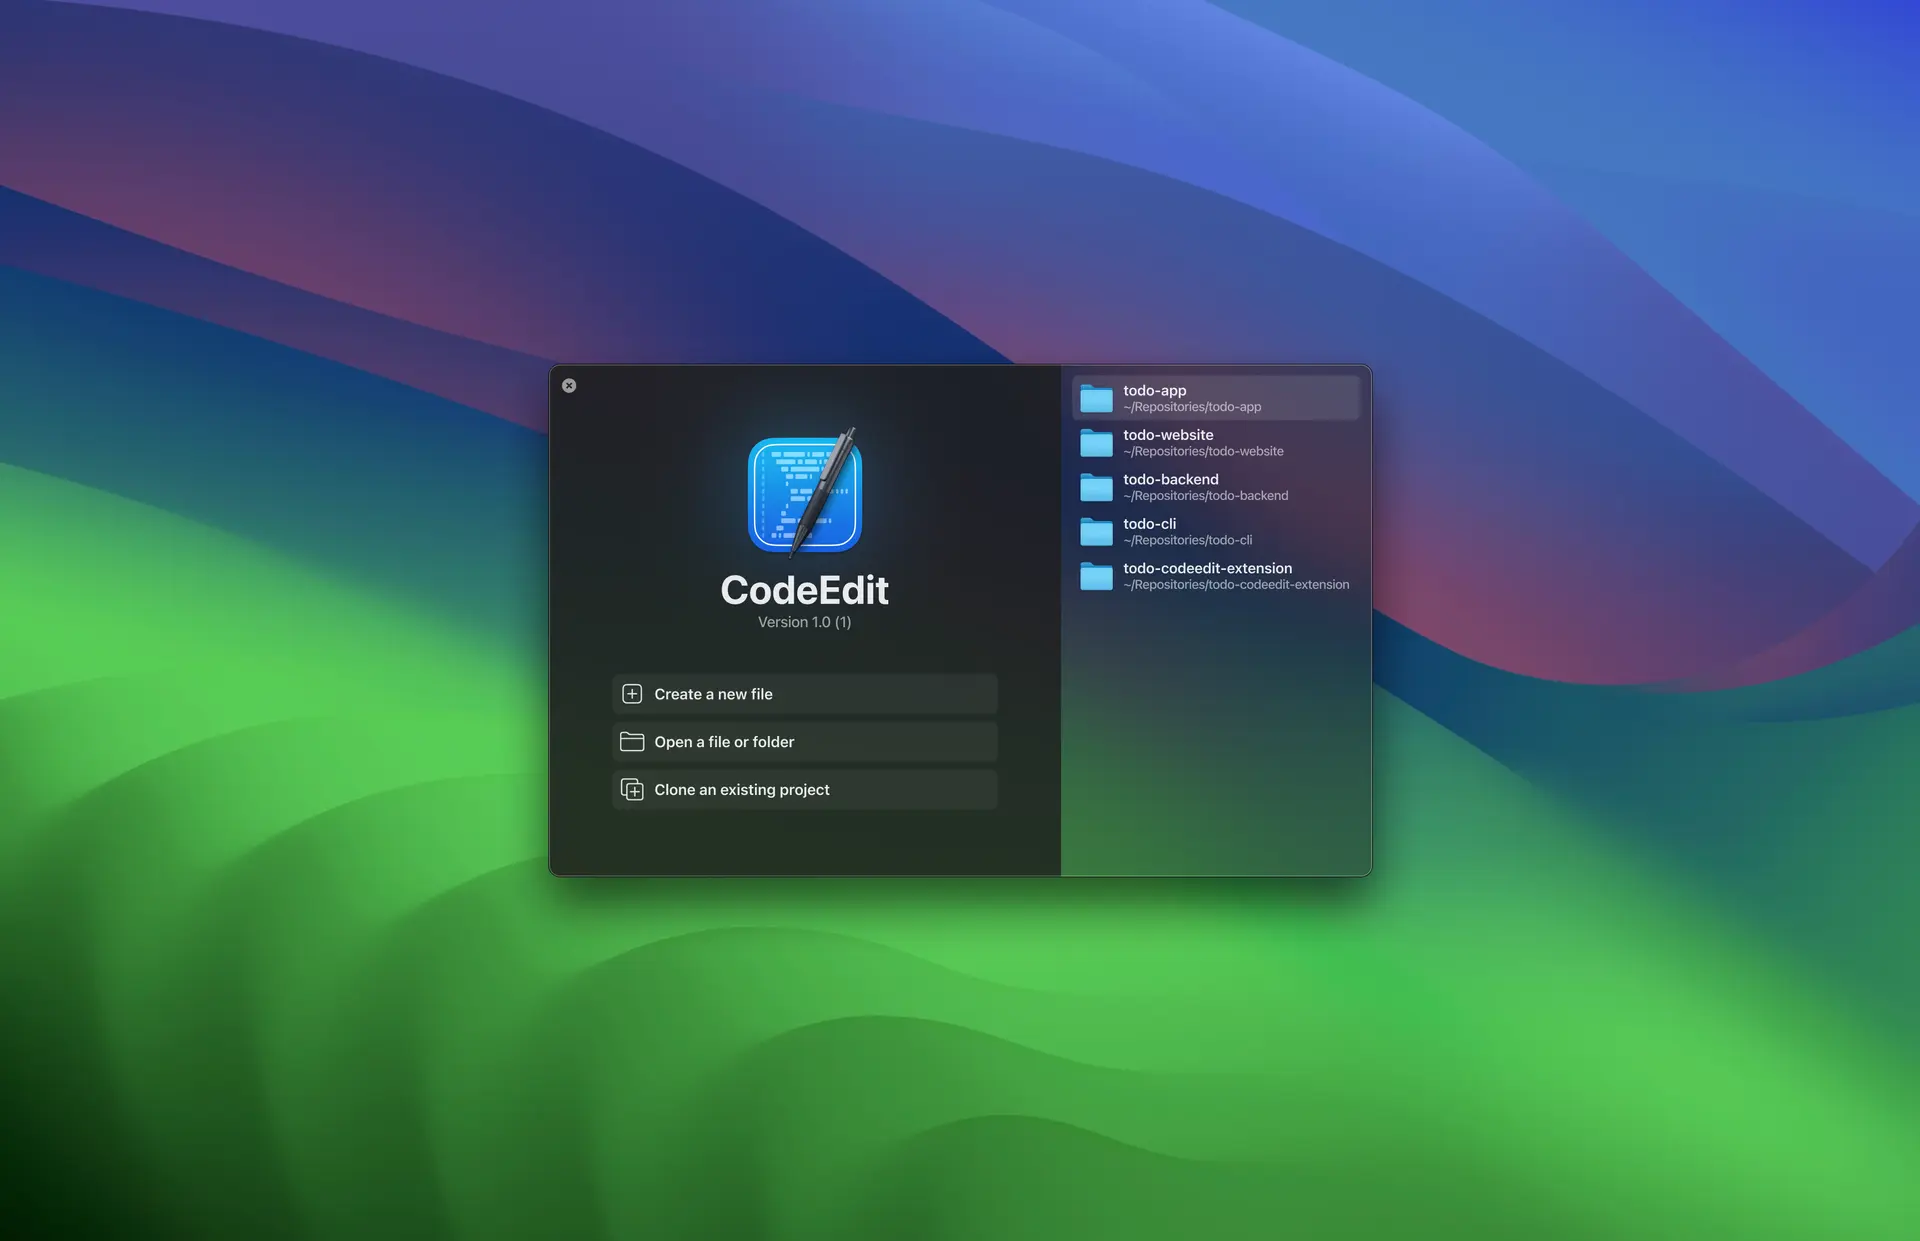 CodeEdit
Version 1.0 (1)
Create a new file
Open a file or folder
Clone an existing project
todo-app
~/Repositories/todo-app
todo-website
~/Repositories/todo-website
todo-backend
~/Repositories/todo-backend
todo-cli
~/Repositories/todo-cli
todo-codeedit-extension
~/Repositories/todo-codeedit-extension